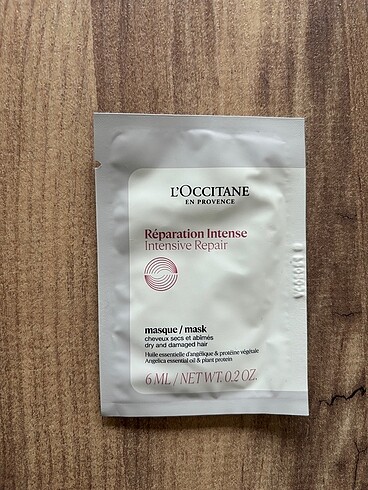 L'OCCITANE
EN PROVENCE
Réparation Intense
Intensive Repair
masque / mask
cheveux secs et abîmés
dry and damaged hair
Huile essentielle d'angélique & protéine végétale
Angelica essential oil & plant protein
6 ML / NET WT. 0.2 OZ.